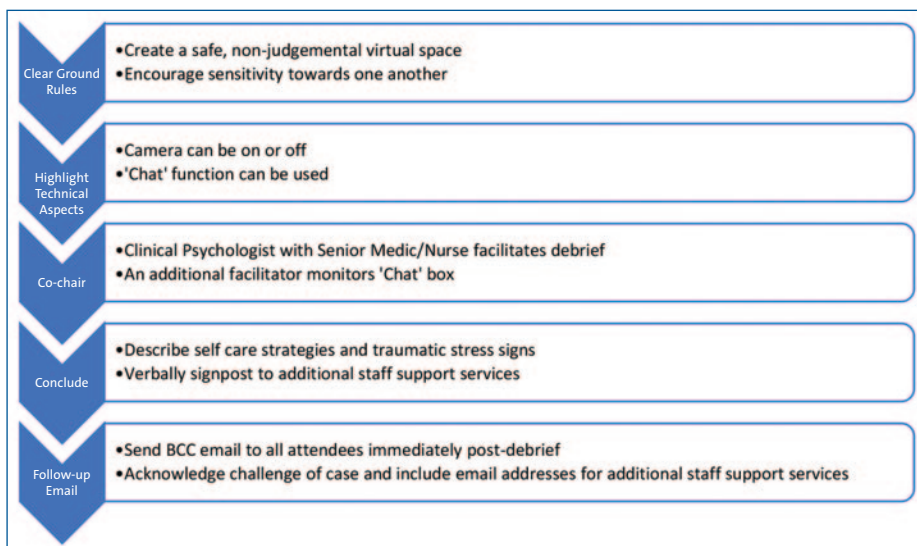 Clear Ground
Rules
•Create a safe, non-judgemental virtual space
•Encourage sensitivity towards one another
Highlight
Technical
Aspects
•Camera can be on or off
•'Chat' function can be used
Co-chair
•Clinical Psychologist with Senior Medic/Nurse facilitates debrief
•An additional facilitator monitors 'Chat' box
Conclude
•Describe self care strategies and traumatic stress signs
•Verbally signpost to additional staff support services
Follow-up
Email
•Send BCC email to all attendees immediately post-debrief
•Acknowledge challenge of case and include email addresses for additional staff support services